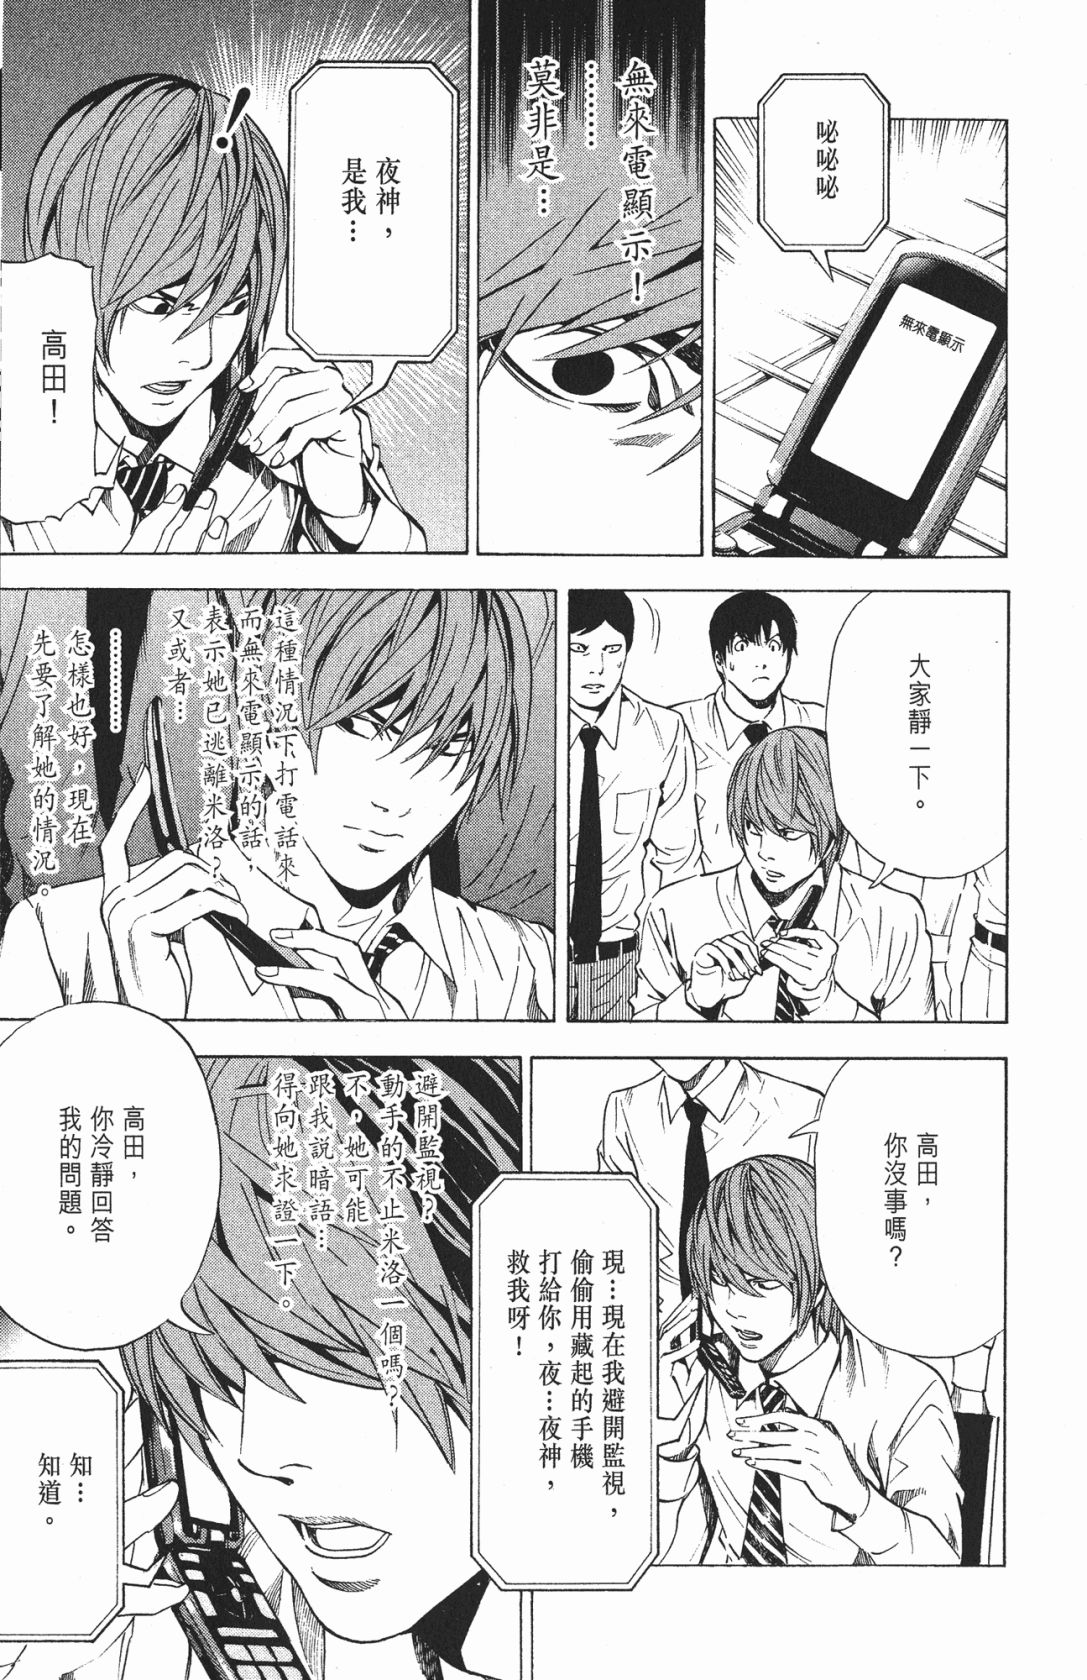 嗶嗶嗶
無來電顯示
無來電顯示！
…………
莫非是…
夜神，
是我…
高田！
大家靜一下。
這種情況下打電話來
而無來電顯示的話，
表示她已逃離米洛？
又或者…
…………
怎樣也好，現在
先要了解她的情況。
高田，
你沒事嗎？
現…現在我避開監視，
偷偷用藏起的手機
打給你，夜…夜神，
救我呀！
避開監視？
動手的不止米洛一個嗎？
不，她可能
跟我說暗語…
得向她求證一下。
高田，
你冷靜回答
我的問題。
知…
知道。